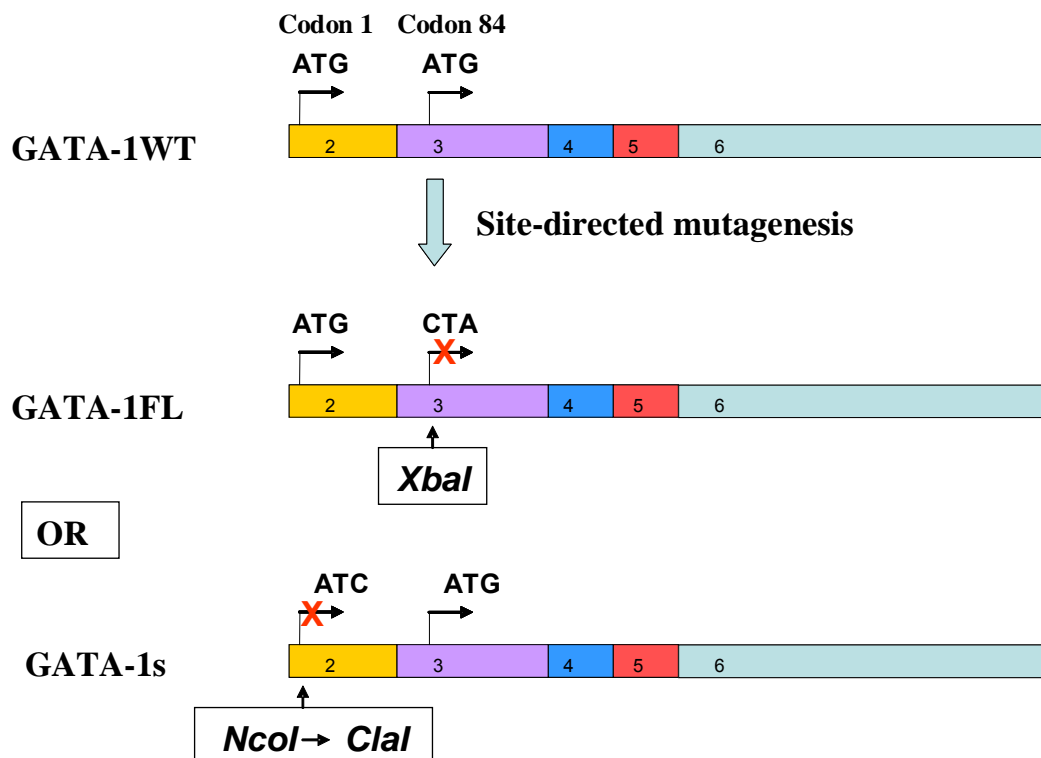 Codon 1 Codon 84
ATG ATG
GATA-1WT 2 3 4 5 6
Site-directed mutagenesis
ATG CTA
X
GATA-1FL 2 3 4 5 6
XbaI
OR
ATC ATG
X
GATA-1s 2 3 4 5 6
NcoI → ClaI